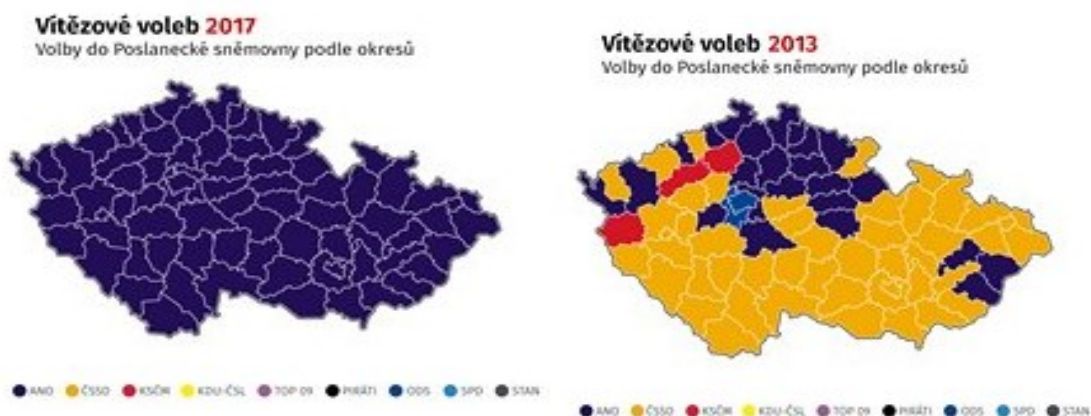 Vítězové voleb 2017
Volby do Poslanecké sněmovny podle okresů
ANO ČSSD KSČM KDU-ČSL TOP 09 PIRÁTI ODS SPD STAN
Vítězové voleb 2013
Volby do Poslanecké sněmovny podle okresů
ANO ČSSD KSČM KDU-ČSL TOP 09 PIRÁTI ODS SPD STAN